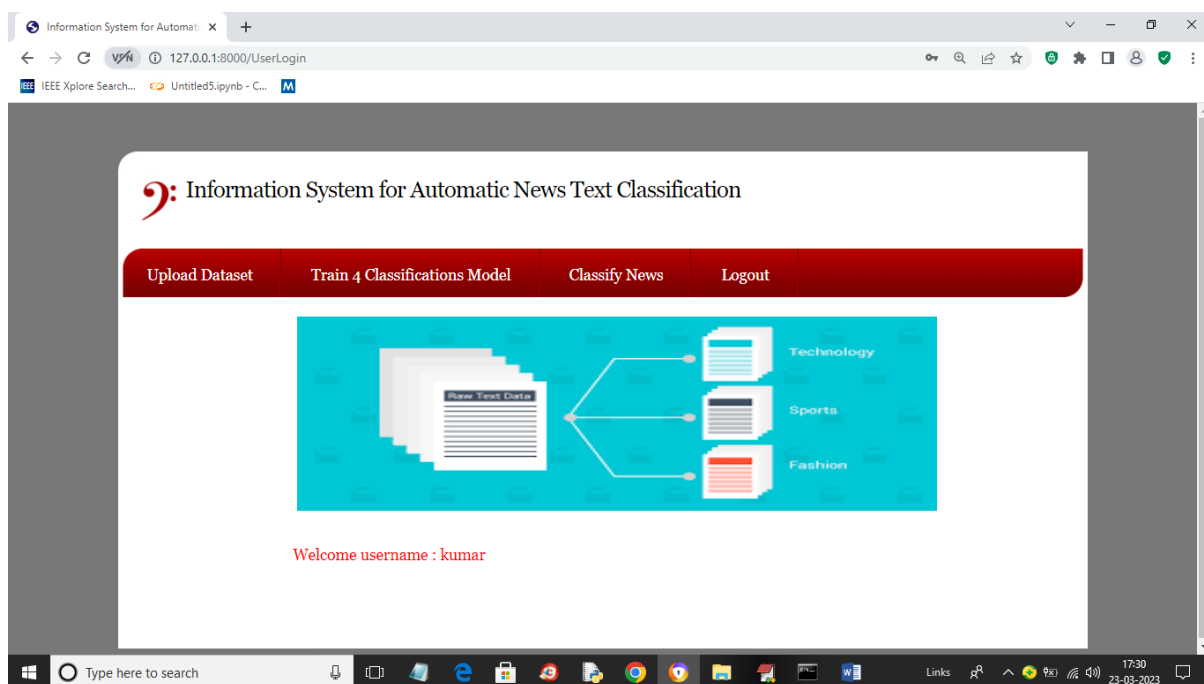 Information System for Automati
127.0.0.1:8000/UserLogin
IEEE IEEE Xplore Search... Untitled5.ipynb - C... M
Information System for Automatic News Text Classification
Upload Dataset Train 4 Classifications Model Classify News Logout
Raw Text Data
Technology
Sports
Fashion
Welcome username : kumar
Type here to search
Links
17:30
23-03-2023